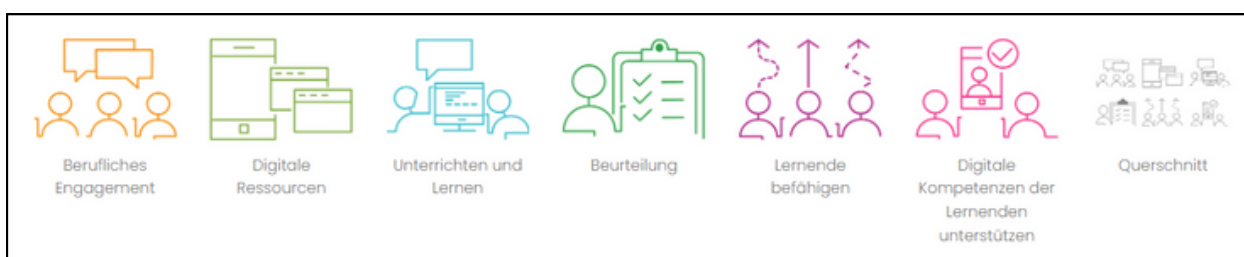 Berufliches
Engagement
Digitale
Ressourcen
Unterrichten und
Lernen
Beurteilung
Lernende
befähigen
Digitale
Kompetenzen der
Lernenden
unterstützen
Querschnitt